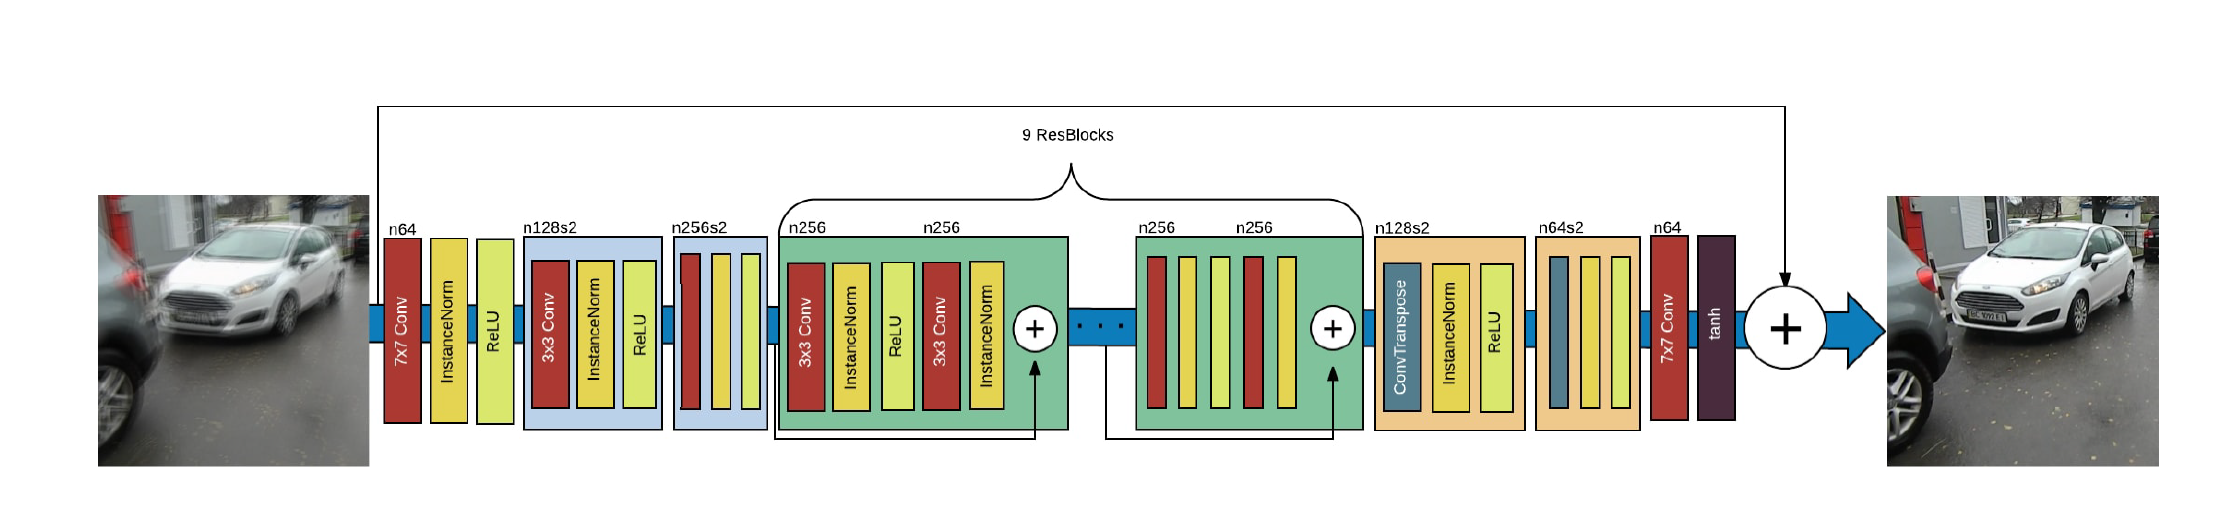 9 ResBlocks
n64
n128s2
n256s2
n256
n256
n256
n256
n128s2
n64s2
n64
7x7 Conv
InstanceNorm
ReLU
3x3 Conv
InstanceNorm
ReLU
3x3 Conv
InstanceNorm
ReLU
3x3 Conv
InstanceNorm
+
. . .
+
ConvTranspose
InstanceNorm
ReLU
7x7 Conv
tanh
+